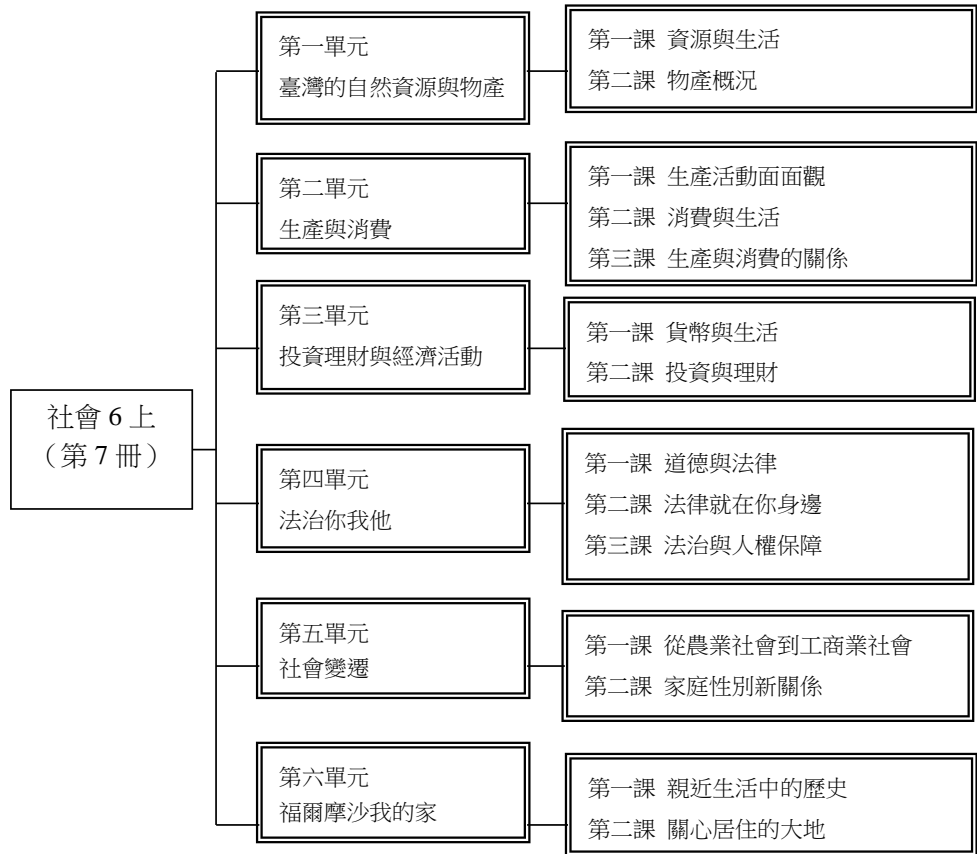 社會 6 上
（第 7 冊）
第一單元
臺灣的自然資源與物產
第一課 資源與生活
第二課 物產概況
第二單元
生產與消費
第一課 生產活動面面觀
第二課 消費與生活
第三課 生產與消費的關係
第三單元
投資理財與經濟活動
第一課 貨幣與生活
第二課 投資與理財
第四單元
法治你我他
第一課 道德與法律
第二課 法律就在你身邊
第三課 法治與人權保障
第五單元
社會變遷
第一課 從農業社會到工商業社會
第二課 家庭性別新關係
第六單元
福爾摩沙我的家
第一課 親近生活中的歷史
第二課 關心居住的大地